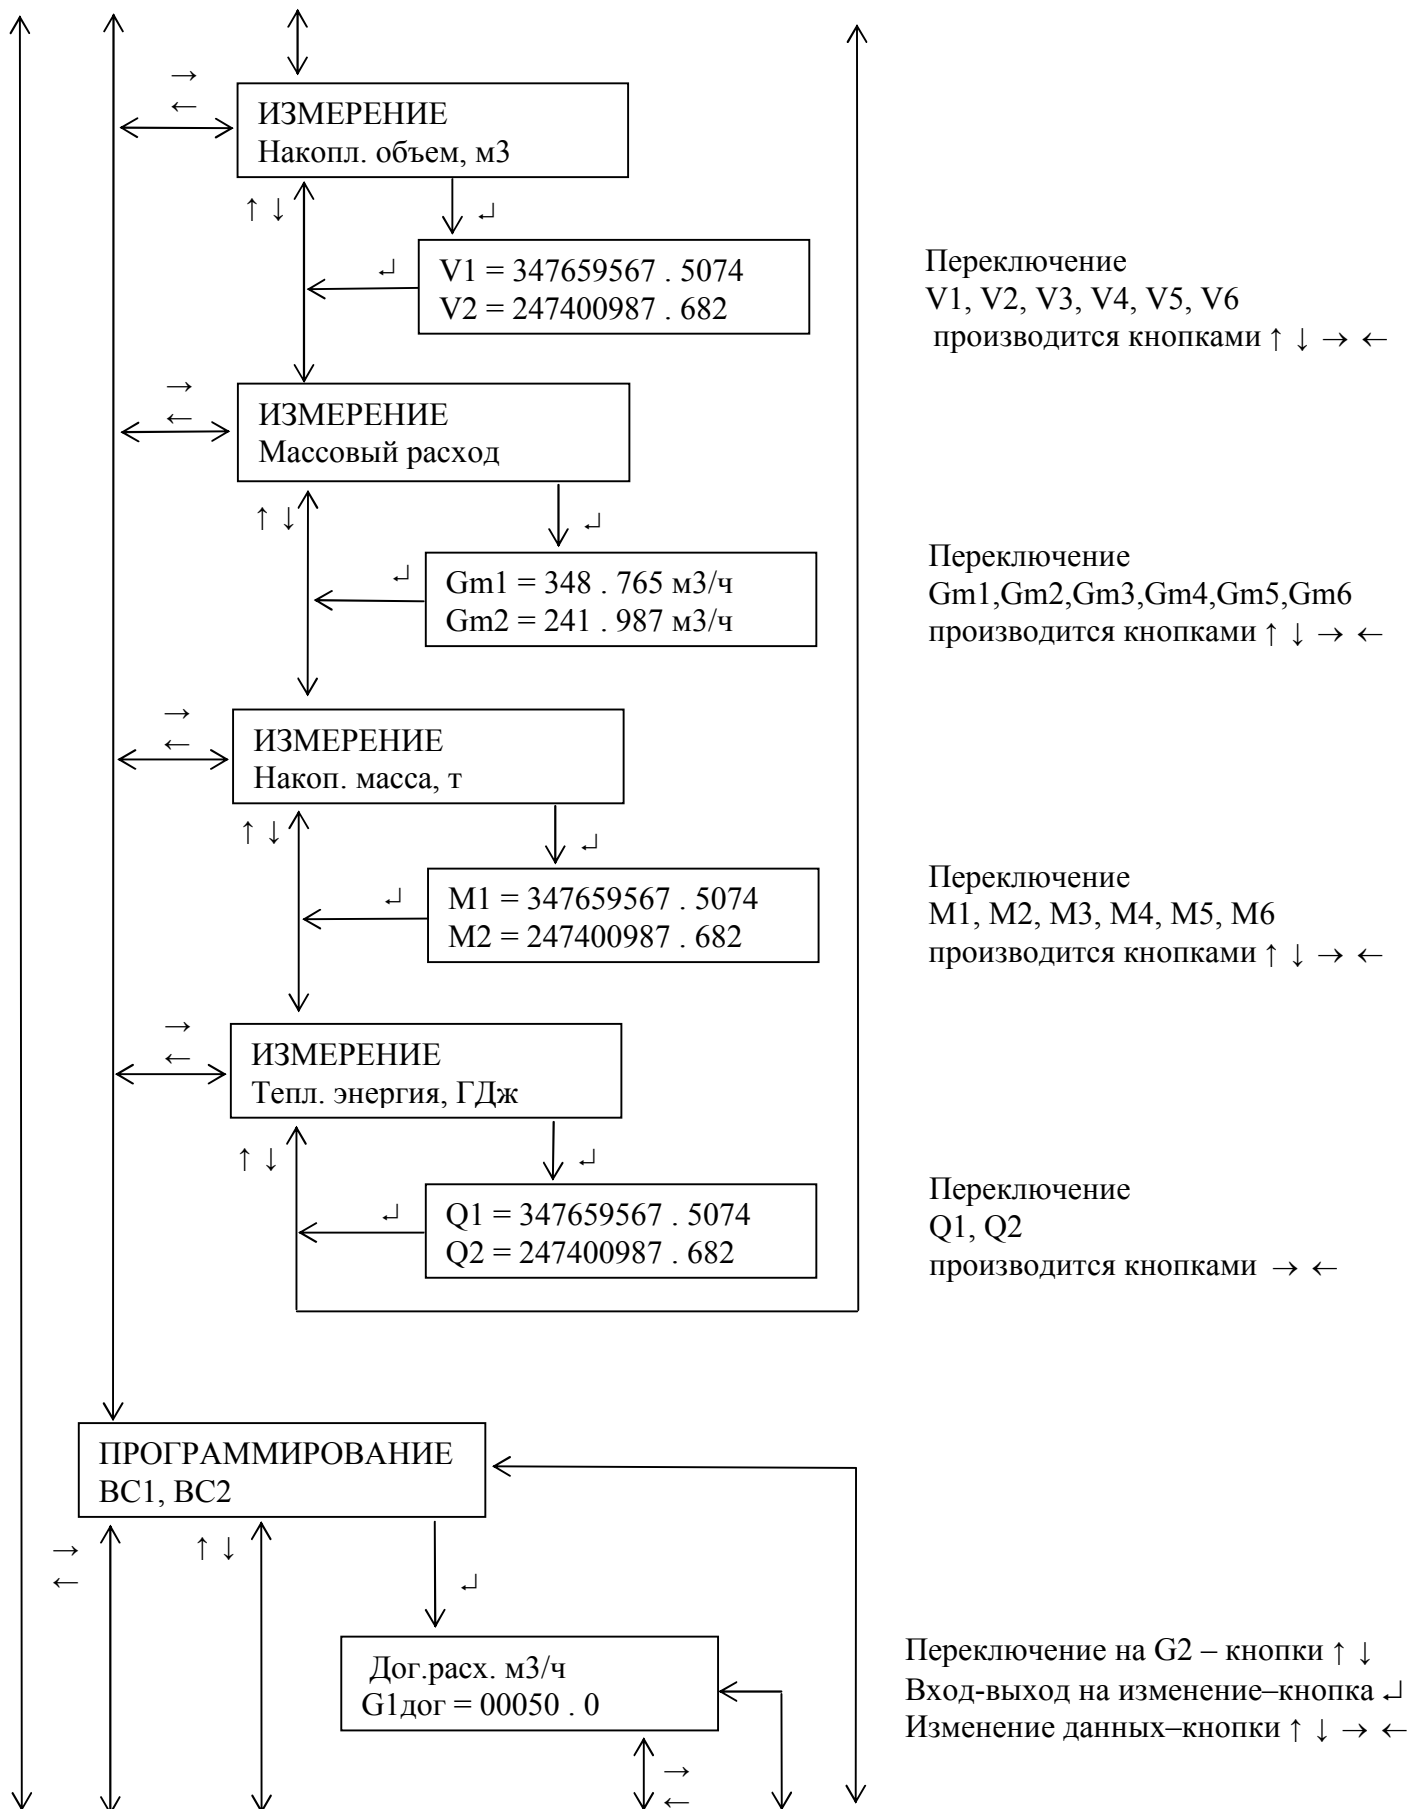 →
←
ИЗМЕРЕНИЕ
Накопл. объем, м3
↑ ↓
↵
↵
V1 = 347659567 . 5074
V2 = 247400987 . 682
Переключение
V1, V2, V3, V4, V5, V6
производится кнопками ↑ ↓ → ←
→
←
ИЗМЕРЕНИЕ
Массовый расход
↑ ↓
↵
↵
Gm1 = 348 . 765 м3/ч
Gm2 = 241 . 987 м3/ч
Переключение
Gm1,Gm2,Gm3,Gm4,Gm5,Gm6
производится кнопками ↑ ↓ → ←
→
←
ИЗМЕРЕНИЕ
Накоп. масса, т
↑ ↓
↵
↵
M1 = 347659567 . 5074
M2 = 247400987 . 682
Переключение
M1, M2, M3, M4, M5, M6
производится кнопками ↑ ↓ → ←
→
←
ИЗМЕРЕНИЕ
Тепл. энергия, ГДж
↑ ↓
↵
↵
Q1 = 347659567 . 5074
Q2 = 247400987 . 682
Переключение
Q1, Q2
производится кнопками → ←
ПРОГРАММИРОВАНИЕ
ВС1, ВС2
→
←
↑ ↓
↵
Дог.расх. м3/ч
G1дог = 00050 . 0
Переключение на G2 – кнопки ↑ ↓
Вход-выход на изменение–кнопка ↵
Изменение данных–кнопки ↑ ↓ → ←
→
←